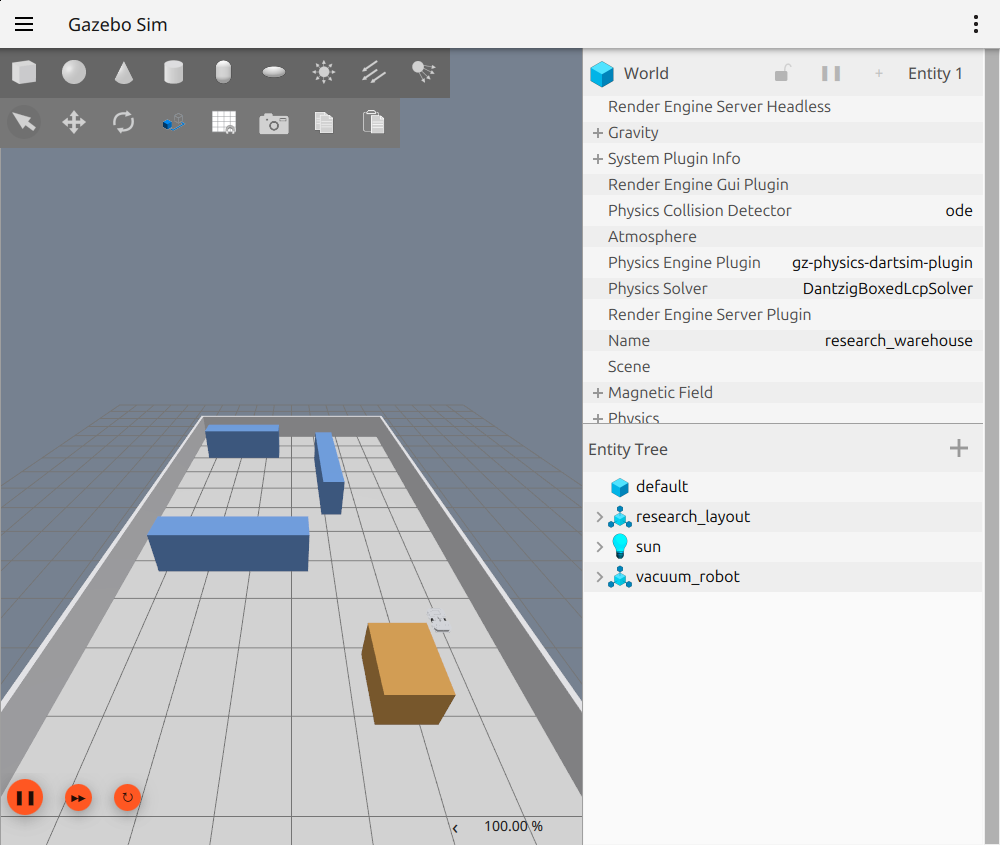 Gazebo Sim
World
Entity 1
Render Engine Server Headless
Gravity
System Plugin Info
Render Engine Gui Plugin
Physics Collision Detector ode
Atmosphere
Physics Engine Plugin gz-physics-dartsim-plugin
Physics Solver DantzigBoxedLcpSolver
Render Engine Server Plugin
Name research_warehouse
Scene
Magnetic Field
Physics
Entity Tree
default
research_layout
sun
vacuum_robot
100.00 %